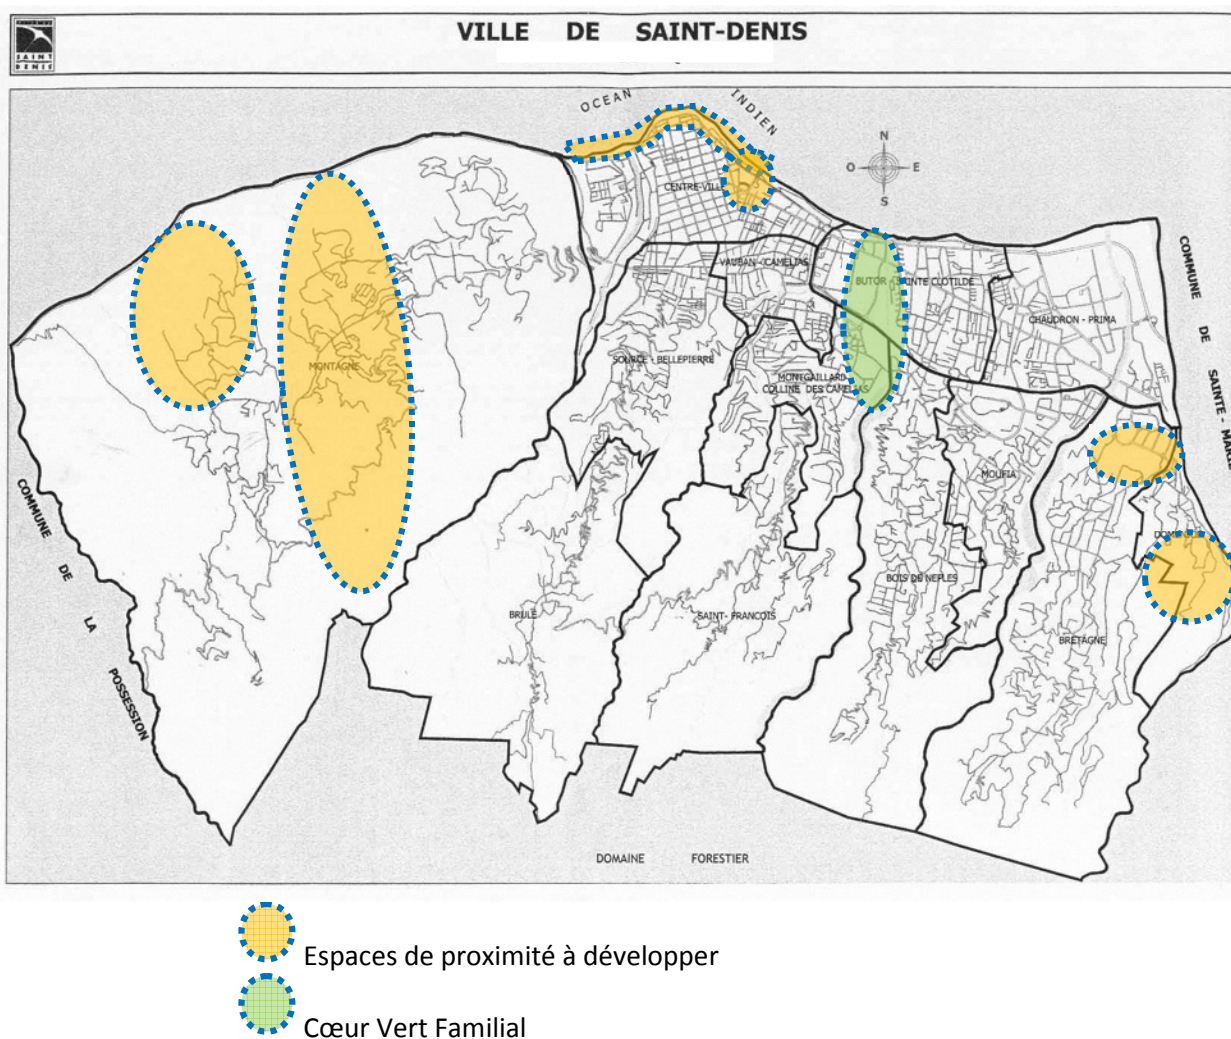 VILLE DE SAINT-DENIS
SAINT
DENIS
OCEAN INDIEN
N
O E
S
CENTRE-VILLE
VAUBAN - CAMELIAS
BUTOR SAINTE CLOTILDE
CHAUDRON - PRIMA
COMMUNE DE SAINTE - MARIE
MONTAGNE
SOURCE - BELLEPIERRE
MONTGAILLARD
COLLINE DES CAMELIAS
MOUFIA
COMMUNE DE LA POSSESSION
BRULE
SAINT- FRANCOIS
BOIS DE NEFLES
BRETAGNE
DOMAINE FORESTIER
Espaces de proximité à développer
Cœur Vert Familial